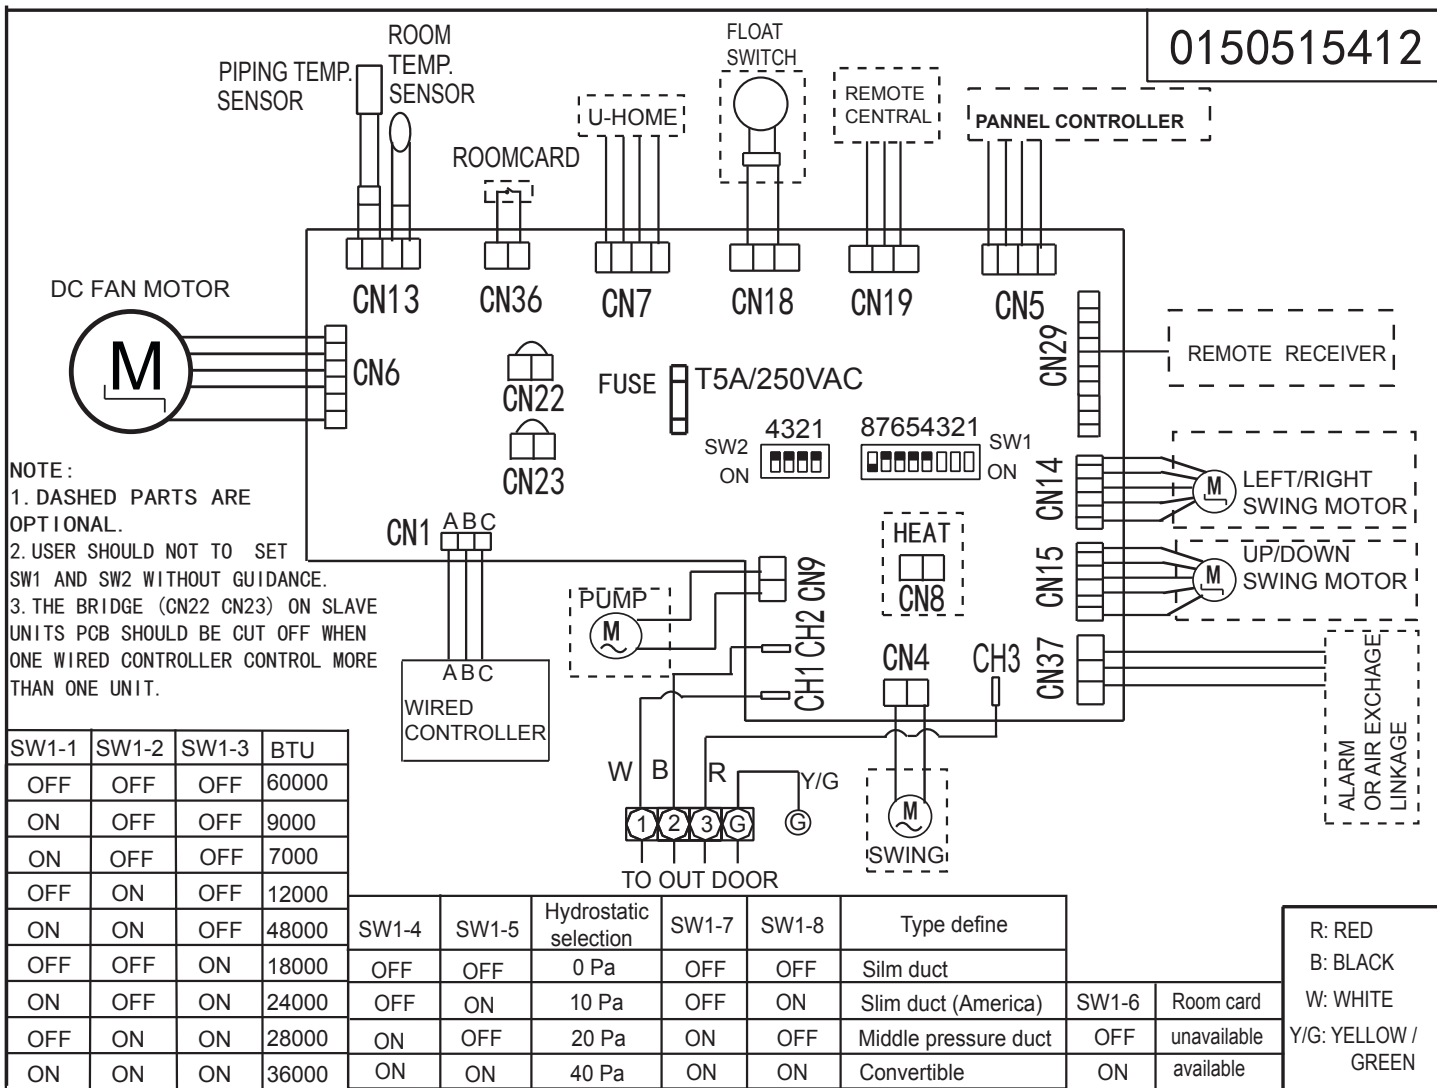 0150515412
ROOM
TEMP.
SENSOR
PIPING TEMP.
SENSOR
ROOMCARD
U-HOME
FLOAT
SWITCH
REMOTE
CENTRAL
PANNEL CONTROLLER
CN13
CN36
CN7
CN18
CN19
CN5
DC FAN MOTOR
M
CN6
CN22
CN23
FUSE
T5A/250VAC
4321
SW2
ON
87654321
SW1
ON
CN29
REMOTE RECEIVER
CN14
M
LEFT/RIGHT
SWING MOTOR
CN15
M
UP/DOWN
SWING MOTOR
HEAT
CN8
CN37
ALARM
OR AIR EXCHAGE
LINKAGE
NOTE:
1. DASHED PARTS ARE
OPTIONAL.
2. USER SHOULD NOT TO SET
SW1 AND SW2 WITHOUT GUIDANCE.
3. THE BRIDGE (CN22 CN23) ON SLAVE
UNITS PCB SHOULD BE CUT OFF WHEN
ONE WIRED CONTROLLER CONTROL MORE
THAN ONE UNIT.
CN1
ABC
ABC
WIRED
CONTROLLER
PUMP
M
CN9
CH2
CH1
CN4
CH3
W B R Y/G
1 2 3 G G
TO OUT DOOR
M
SWING
SW1-1 SW1-2 SW1-3 BTU
OFF OFF OFF 60000
ON OFF OFF 9000
ON OFF OFF 7000
OFF ON OFF 12000
ON ON OFF 48000
OFF OFF ON 18000
ON OFF ON 24000
OFF ON ON 28000
ON ON ON 36000
SW1-4 SW1-5 Hydrostatic selection SW1-7 SW1-8 Type define
OFF OFF 0 Pa OFF OFF Silm duct
OFF ON 10 Pa OFF ON Slim duct (America)
ON OFF 20 Pa ON OFF Middle pressure duct
ON ON 40 Pa ON ON Convertible
SW1-6 Room card
OFF unavailable
ON available
R: RED
B: BLACK
W: WHITE
Y/G: YELLOW /
GREEN